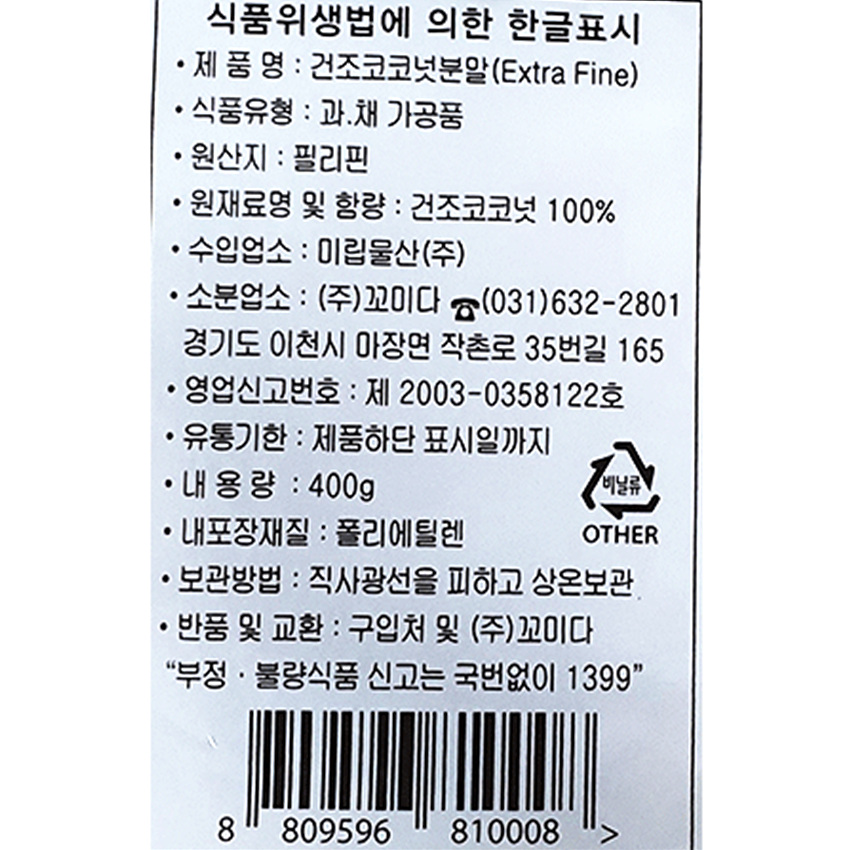 식품위생법에 의한 한글표시
• 제 품 명 : 건조코코넛분말(Extra Fine)
• 식품유형 : 과.채 가공품
• 원산지 : 필리핀
• 원재료명 및 함량 : 건조코코넛 100%
• 수입업소 : 미립물산(주)
• 소분업소 : (주)꼬미다 ☎(031)632-2801
경기도 이천시 마장면 작촌로 35번길 165
• 영업신고번호 : 제 2003-0358122호
• 유통기한 : 제품하단 표시일까지
• 내 용 량 : 400g
비닐류
OTHER
• 내포장재질 : 폴리에틸렌
• 보관방법 : 직사광선을 피하고 상온보관
• 반품 및 교환 : 구입처 및 (주)꼬미다
“부정 · 불량식품 신고는 국번없이 1399”
8 809596 810008 >